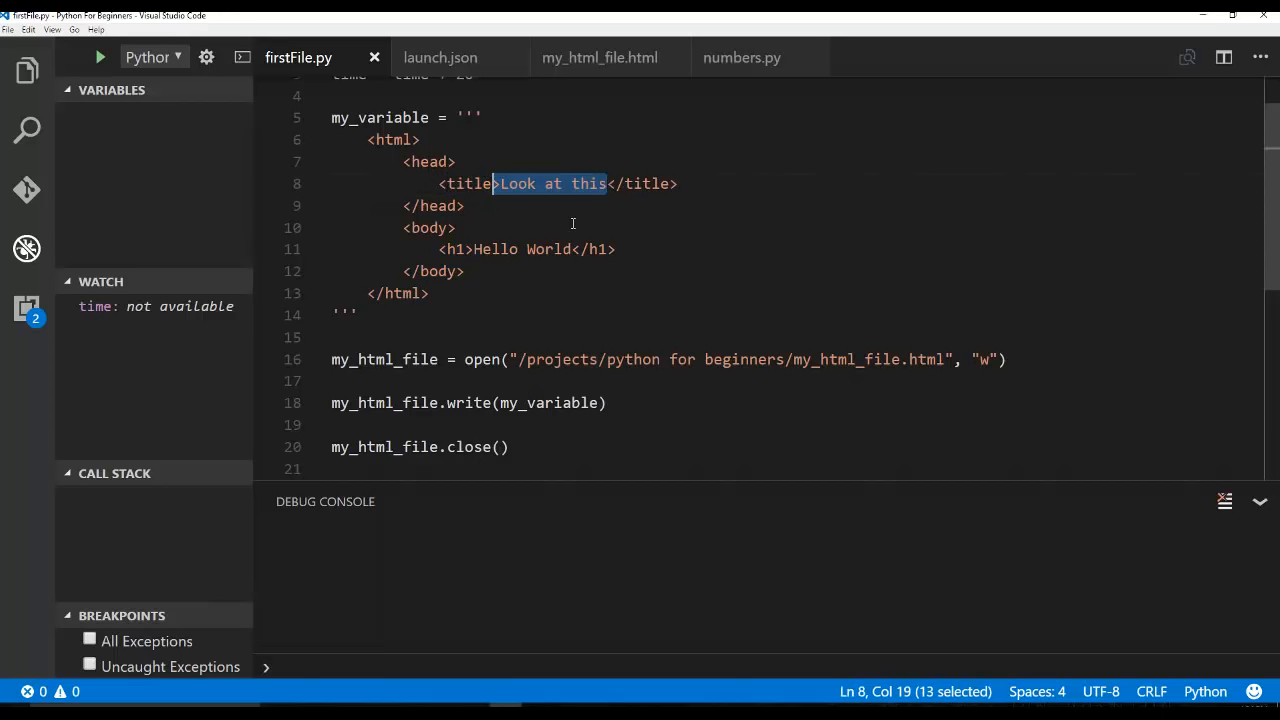 firstFile.py - Python For Beginners - Visual Studio Code
File Edit View Go Help
Python firstFile.py launch.json my_html_file.html numbers.py
VARIABLES
WATCH
time: not available
CALL STACK
BREAKPOINTS
All Exceptions
Uncaught Exceptions
2
4
5 my_variable = '''
6 <html>
7 <head>
8 <title>Look at this</title>
9 </head>
10 <body>
11 <h1>Hello World</h1>
12 </body>
13 </html>
14 '''
15
16 my_html_file = open("/projects/python for beginners/my_html_file.html", "w")
17
18 my_html_file.write(my_variable)
19
20 my_html_file.close()
21
DEBUG CONSOLE
0 0 Ln 8, Col 19 (13 selected) Spaces: 4 UTF-8 CRLF Python